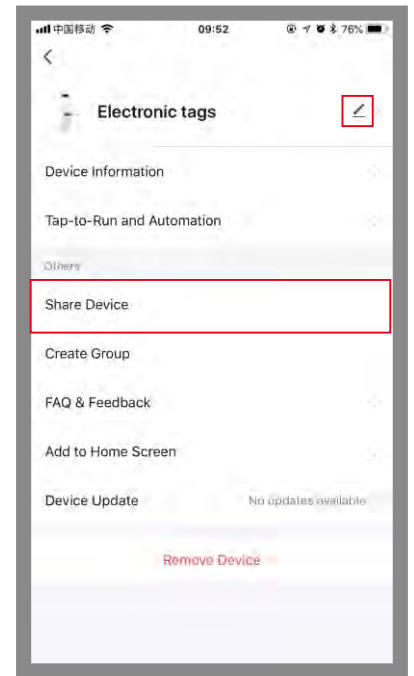 中国移动 09:52 76%
Electronic tags
Device Information
Tap-to-Run and Automation
Others
Share Device
Create Group
FAQ & Feedback
Add to Home Screen
Device Update No updates available
Remove Device